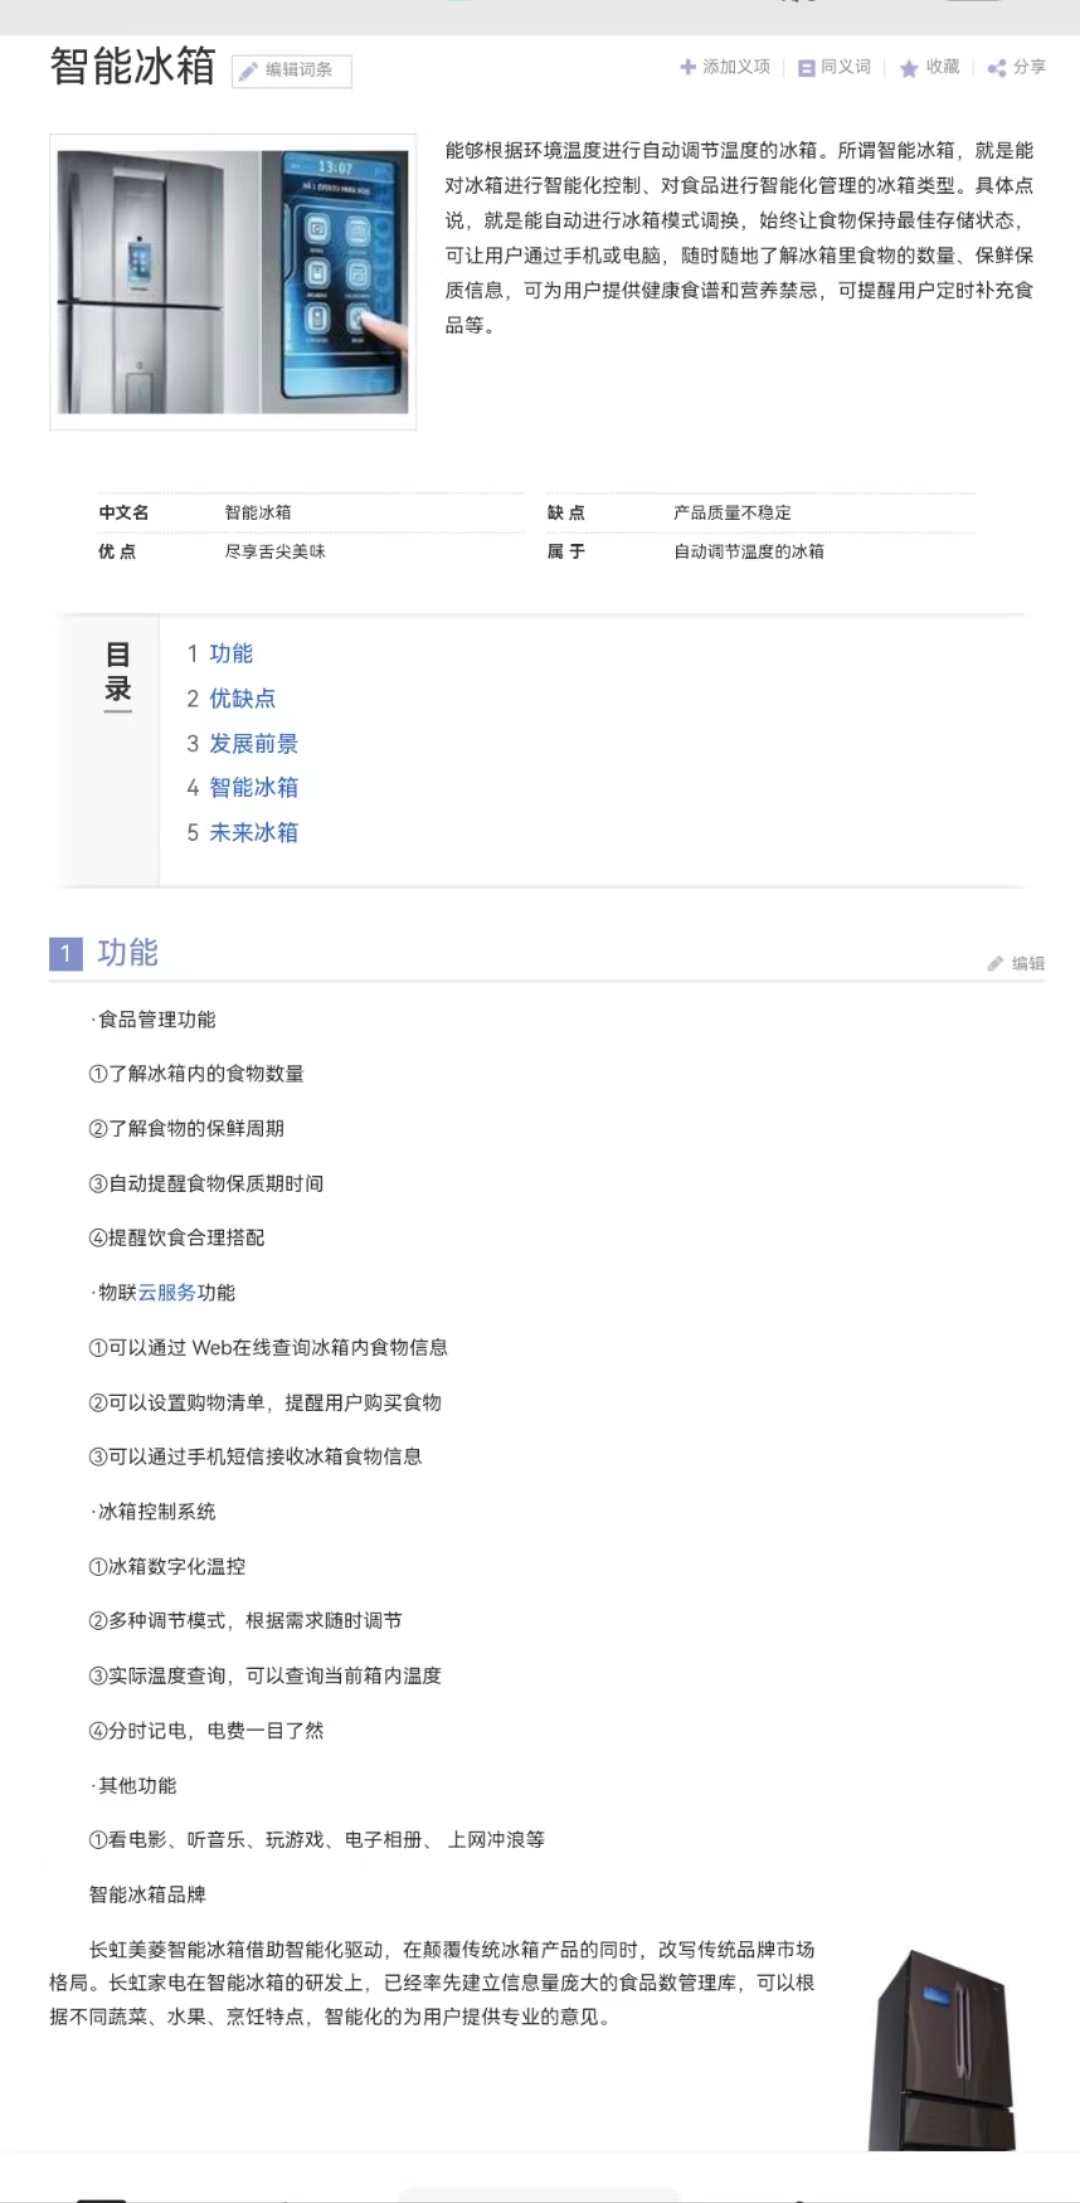 智能冰箱
编辑词条
添加义项
同义词
收藏
分享
13:07
能够根据环境温度进行自动调节温度的冰箱。所谓智能冰箱，就是能
对冰箱进行智能化控制、对食品进行智能化管理的冰箱类型。具体点
说，就是能自动进行冰箱模式调换，始终让食物保持最佳存储状态，
可让用户通过手机或电脑，随时随地了解冰箱里食物的数量、保鲜保
质信息，可为用户提供健康食谱和营养禁忌，可提醒用户定时补充食
品等。
中文名 智能冰箱
缺 点 产品质量不稳定
优 点 尽享舌尖美味
属 于 自动调节温度的冰箱
目
录
1 功能
2 优缺点
3 发展前景
4 智能冰箱
5 未来冰箱
1 功能
编辑
·食品管理功能
①了解冰箱内的食物数量
②了解食物的保鲜周期
③自动提醒食物保质期时间
④提醒饮食合理搭配
·物联云服务功能
①可以通过 Web在线查询冰箱内食物信息
②可以设置购物清单，提醒用户购买食物
③可以通过手机短信接收冰箱食物信息
·冰箱控制系统
①冰箱数字化温控
②多种调节模式，根据需求随时调节
③实际温度查询，可以查询当前箱内温度
④分时记电，电费一目了然
·其他功能
①看电影、听音乐、玩游戏、电子相册、 上网冲浪等
智能冰箱品牌
长虹美菱智能冰箱借助智能化驱动，在颠覆传统冰箱产品的同时，改写传统品牌市场
格局。长虹家电在智能冰箱的研发上，已经率先建立信息量庞大的食品数管理库，可以根
据不同蔬菜、水果、烹饪特点，智能化的为用户提供专业的意见。